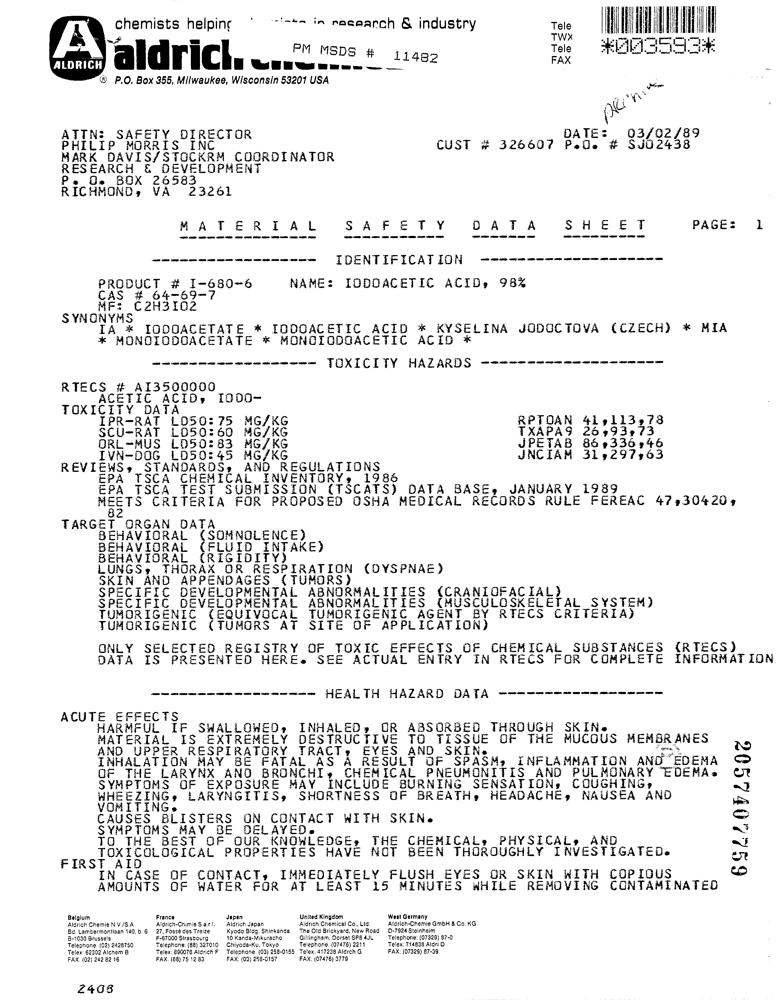 chemists helping in research & industry
aldrich
ALDRICH
PM MSDS # 11482
P.O. Box 355, Milwaukee, Wisconsin 53201 USA
Tele
TWX
Tele
FAX
*003593*
ATTN: SAFETY DIRECTOR
PHILIP MORRIS INC
MARK DAVIS/STOCKRM COORDINATOR
RESEARCH & DEVELOPMENT
P. O. BOX 26583
RICHMOND, VA 23261
DATE: 03/02/89
CUST # 326607 P.O. # SJ02438
MATERIAL SAFETY DATA SHEET PAGE: 1
IDENTIFICATION
PRODUCT # I-680-6 NAME: IODOACETIC ACID, 98%
CAS # 64-69-7
MF: C2H3IO2
SYNONYMS
IA * IODOACETATE * IODOACETIC ACID * KYSELINA JODOCTOVA (CZECH) * MIA
* MONOIODOACETATE * MONOIODOACETIC ACID *
TOXICITY HAZARDS
RTECS # AI3500000
ACETIC ACID, IODO-
TOXICITY DATA
IPR-RAT LD50:75 MG/KG RPTOAN 41,113,78
SCU-RAT LD50:60 MG/KG TXAPA9 26,93,73
ORL-MUS LD50:83 MG/KG JPETAB 86,336,46
IVN-DOG LD50:45 MG/KG JNCIAM 31,297,63
REVIEWS, STANDARDS, AND REGULATIONS
EPA TSCA CHEMICAL INVENTORY, 1986
EPA TSCA TEST SUBMISSION (TSCATS) DATA BASE, JANUARY 1989
MEETS CRITERIA FOR PROPOSED OSHA MEDICAL RECORDS RULE FEREAC 47,30420,
82
TARGET ORGAN DATA
BEHAVIORAL (SOMNOLENCE)
BEHAVIORAL (FLUID INTAKE)
BEHAVIORAL (RIGIDITY)
LUNGS, THORAX OR RESPIRATION (DYSPNAE)
SKIN AND APPENDAGES (TUMORS)
SPECIFIC DEVELOPMENTAL ABNORMALITIES (CRANIOFACIAL)
SPECIFIC DEVELOPMENTAL ABNORMALITIES (MUSCULOSKELETAL SYSTEM)
TUMORIGENIC (EQUIVOCAL TUMORIGENIC AGENT BY RTECS CRITERIA)
TUMORIGENIC (TUMORS AT SITE OF APPLICATION)
ONLY SELECTED REGISTRY OF TOXIC EFFECTS OF CHEMICAL SUBSTANCES (RTECS)
DATA IS PRESENTED HERE. SEE ACTUAL ENTRY IN RTECS FOR COMPLETE INFORMATION
HEALTH HAZARD DATA
ACUTE EFFECTS
HARMFUL IF SWALLOWED, INHALED, OR ABSORBED THROUGH SKIN.
MATERIAL IS EXTREMELY DESTRUCTIVE TO TISSUE OF THE MUCOUS MEMBRANES
AND UPPER RESPIRATORY TRACT, EYES AND SKIN.
INHALATION MAY BE FATAL AS A RESULT OF SPASM, INFLAMMATION AND EDEMA
OF THE LARYNX AND BRONCHI, CHEMICAL PNEUMONITIS AND PULMONARY EDEMA.
SYMPTOMS OF EXPOSURE MAY INCLUDE BURNING SENSATION, COUGHING,
WHEEZING, LARYNGITIS, SHORTNESS OF BREATH, HEADACHE, NAUSEA AND
VOMITING.
CAUSES BLISTERS ON CONTACT WITH SKIN.
SYMPTOMS MAY BE DELAYED.
TO THE BEST OF OUR KNOWLEDGE, THE CHEMICAL, PHYSICAL, AND
TOXICOLOGICAL PROPERTIES HAVE NOT BEEN THOROUGHLY INVESTIGATED.
FIRST AID
IN CASE OF CONTACT, IMMEDIATELY FLUSH EYES OR SKIN WITH COPIOUS
AMOUNTS OF WATER FOR AT LEAST 15 MINUTES WHILE REMOVING CONTAMINATED
2057407759
Belgium
Aldrich Chemie N.V./S.A.
Bd. Lambermontlaan 140, b. 6
B-1030 Brussels
Telephone: (02) 2428750
Telex: 62302 Alchem B
FAX: (02) 242 82 16
France
Aldrich-Chimie S.a.r.l.
27, Fosse des Treize
F-67000 Strasbourg
Telephone: (88) 327010
Telex: 890076 Aldrich F
FAX: (88) 75 12 83
Japan
Aldrich Japan
Kyodo Bldg. Shinkanda
10 Kanda-Mikuracho
Chiyoda-Ku, Tokyo
Telephone: (03) 258-0155
FAX: (03) 258-0157
United Kingdom
Aldrich Chemical Co., Ltd.
The Old Brickyard, New Road
Gillingham, Dorset SP8 4JL
Telephone: (07476) 2211
Telex: 417238 Aldrich G
FAX: (07476) 3779
West Germany
Aldrich-Chemie GmbH & Co. KG
D-7924 Steinheim
Telephone: (07329) 87-0
Telex: 714838 Aldri D
FAX: (07329) 87-39
2408